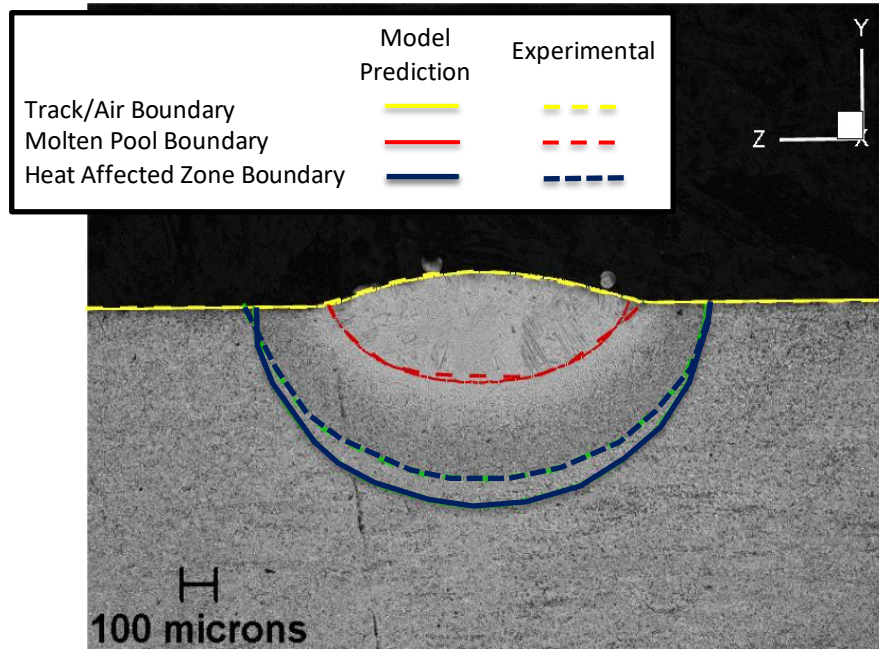 Model
Prediction
Experimental
Track/Air Boundary
Molten Pool Boundary
Heat Affected Zone Boundary
Y
Z
X
100 microns